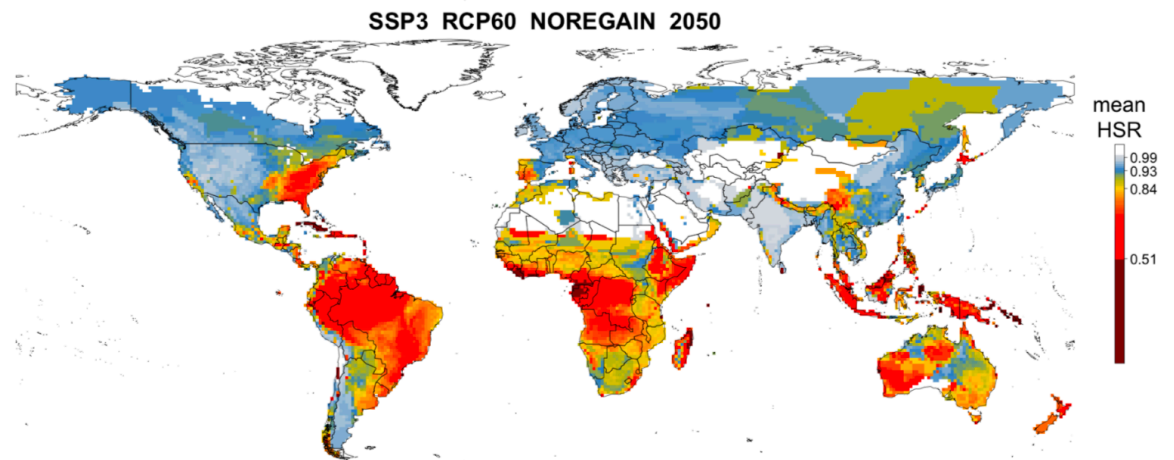 SSP3 RCP60 NOREGAIN 2050
mean
HSR
0.99
0.93
0.84
0.51